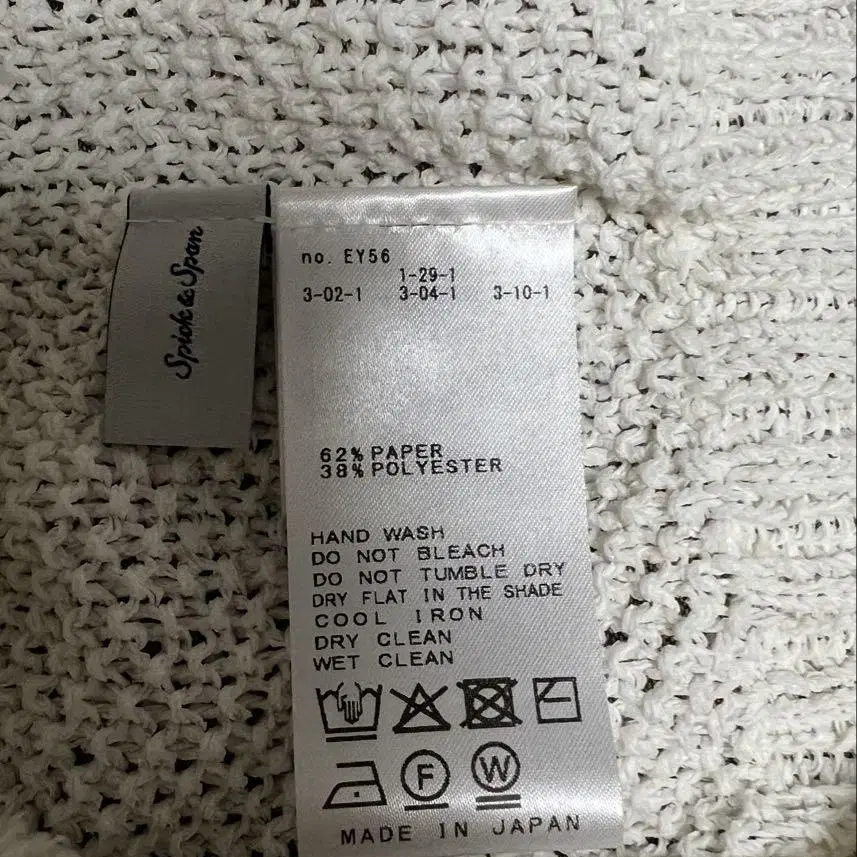 Spick & Span
no. EY56
1-29-1
3-02-1 3-04-1 3-10-1
62% PAPER
38% POLYESTER
HAND WASH
DO NOT BLEACH
DO NOT TUMBLE DRY
DRY FLAT IN THE SHADE
COOL IRON
DRY CLEAN
WET CLEAN
F W
MADE IN JAPAN